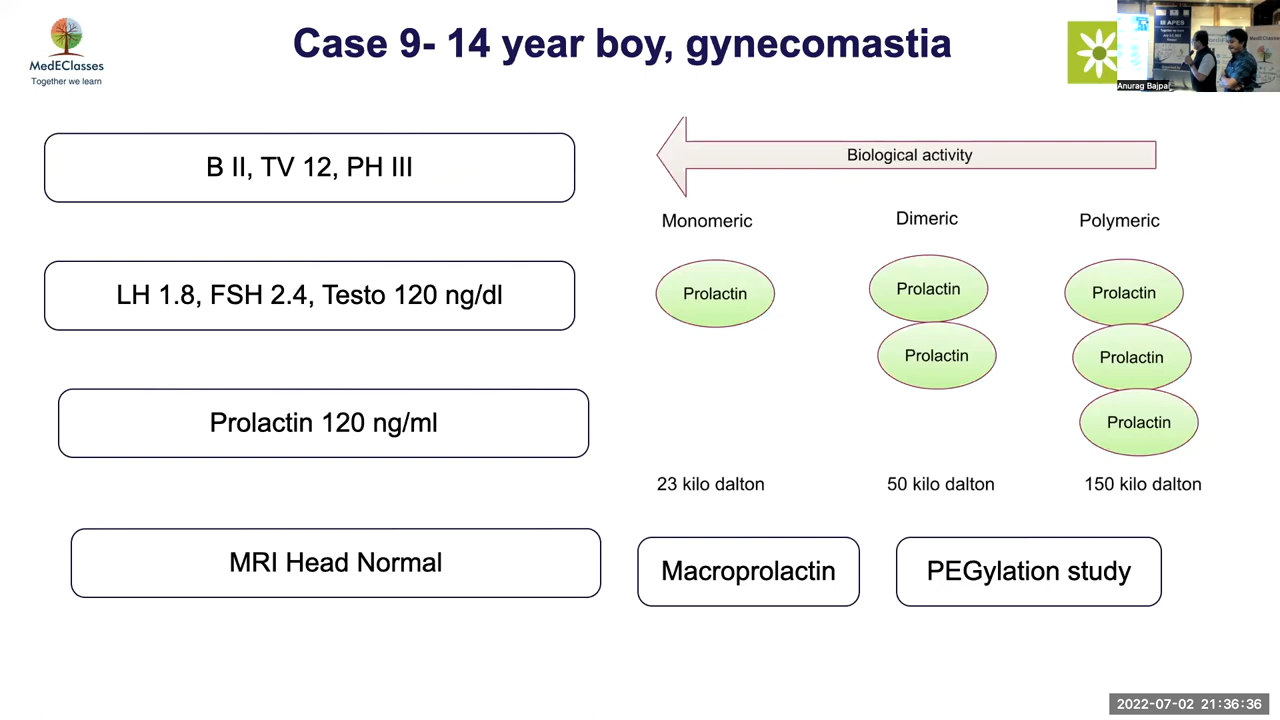 MedEClasses
Together we learn
Case 9- 14 year boy, gynecomastia
Anurag Bajpai
B II, TV 12, PH III
LH 1.8, FSH 2.4, Testo 120 ng/dl
Prolactin 120 ng/ml
MRI Head Normal
Biological activity
Monomeric
Dimeric
Polymeric
Prolactin
Prolactin
Prolactin
Prolactin
Prolactin
Prolactin
23 kilo dalton
50 kilo dalton
150 kilo dalton
Macroprolactin
PEGylation study
2022-07-02 21:36:36